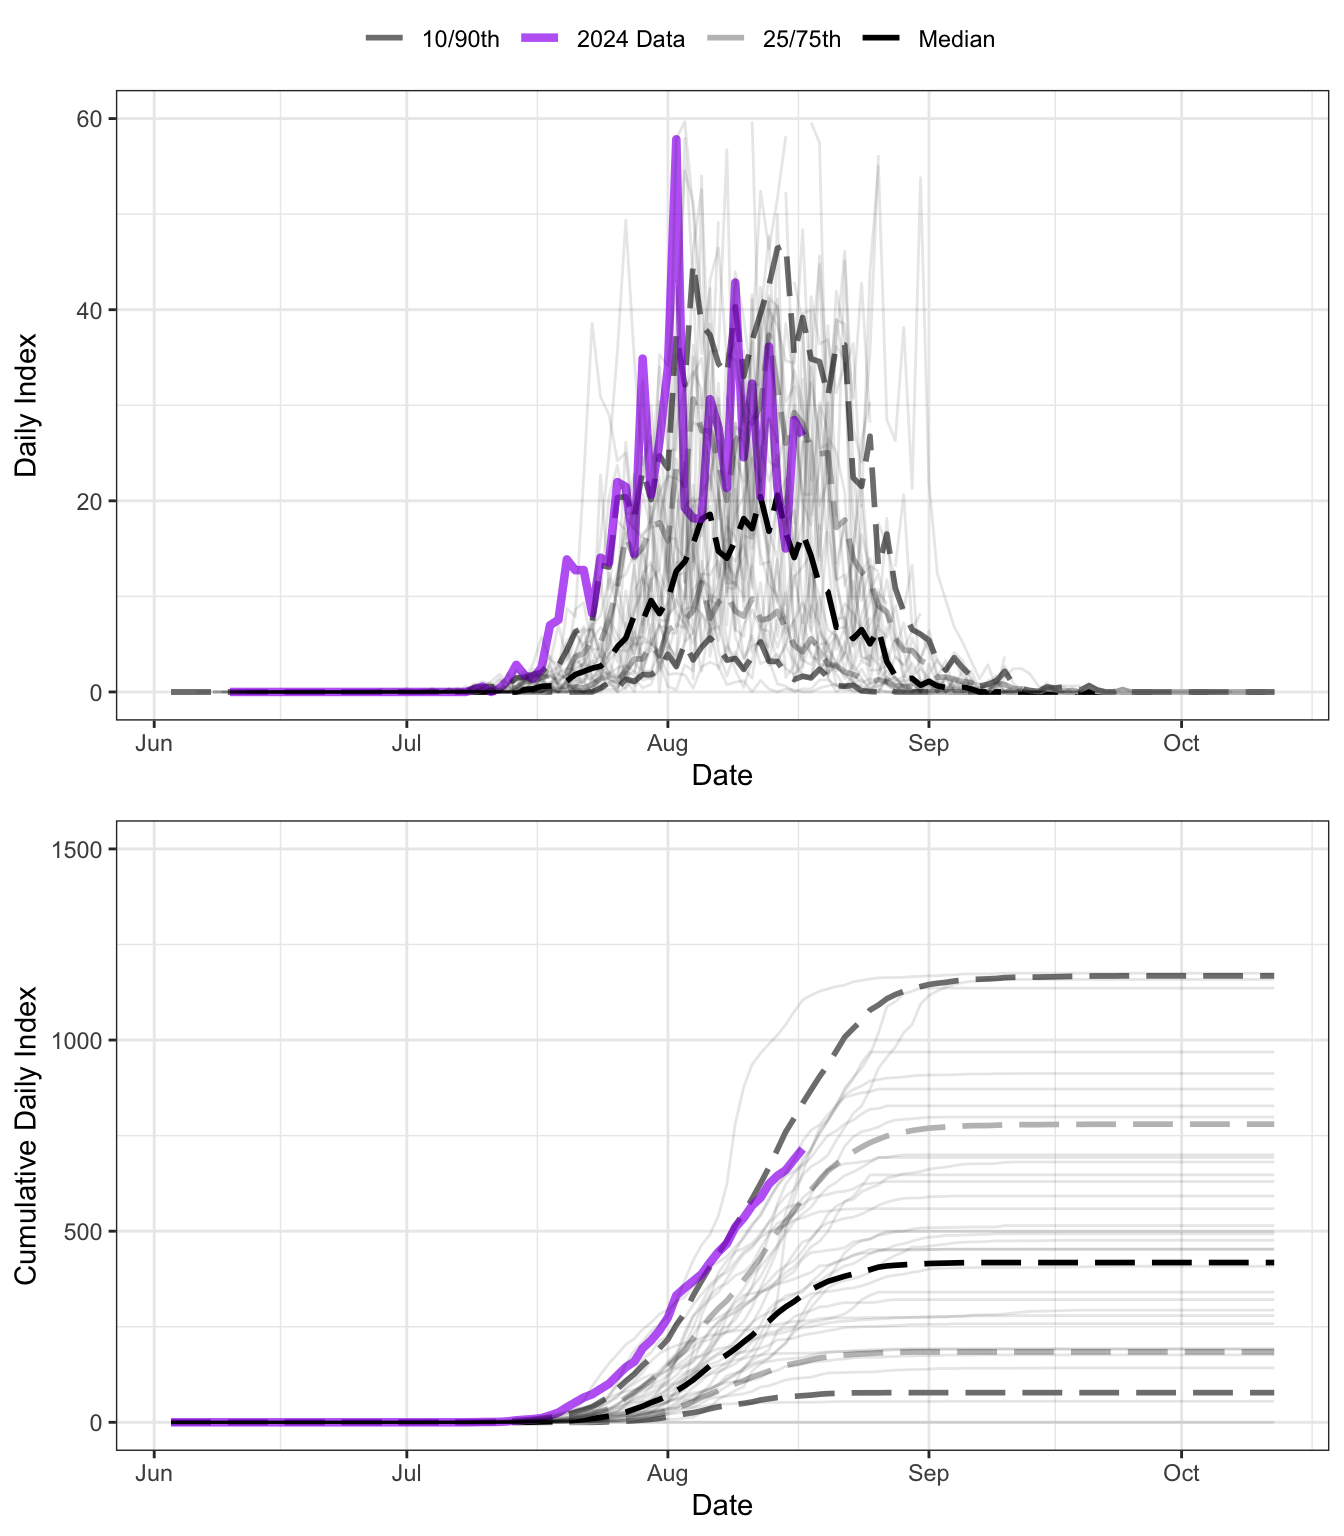 10/90th 2024 Data 25/75th Median
60
40
20
0
Daily Index
Jun Jul Aug Sep Oct
Date
1500
1000
500
0
Cumulative Daily Index
Jun Jul Aug Sep Oct
Date